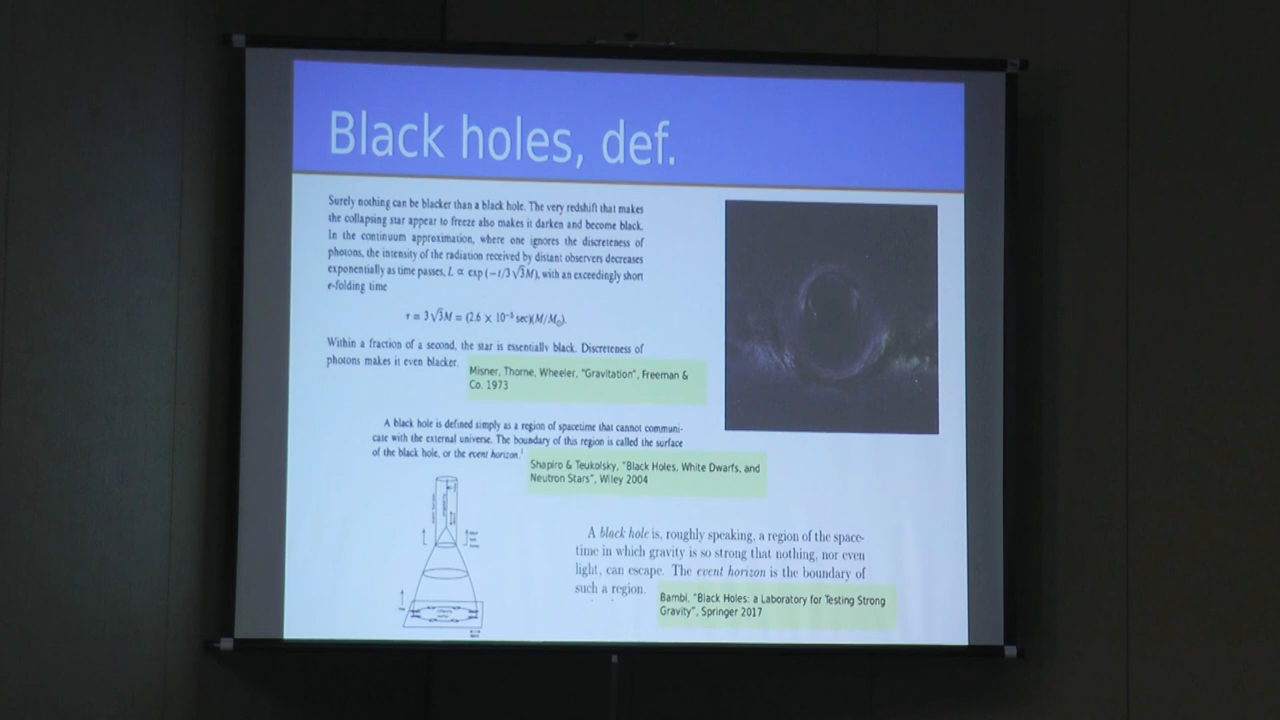 Black holes, def.
Surely nothing can be blacker than a black hole. The very redshift that makes
the collapsing star appear to freeze also makes it darken and become black.
In the continuum approximation, where one ignores the discreteness of
photons, the intensity of the radiation received by distant observers decreases
exponentially as time passes, L ∝ exp (−t/3 √3M), with an exceedingly short
e-folding time
τ = 3 √3M = (2.6 × 10⁻⁵ sec)(M/M⊙).
Within a fraction of a second, the star is essentially black. Discreteness of
photons makes it even blacker.
Misner, Thorne, Wheeler, "Gravitation", Freeman &
Co. 1973
A black hole is defined simply as a region of spacetime that cannot communi-
cate with the external universe. The boundary of this region is called the surface
of the black hole, or the event horizon.¹
Shapiro & Teukolsky, "Black Holes, White Dwarfs, and
Neutron Stars", Wiley 2004
A black hole is, roughly speaking, a region of the space-
time in which gravity is so strong that nothing, nor even
light, can escape. The event horizon is the boundary of
such a region.
Bambi, "Black Holes: a Laboratory for Testing Strong
Gravity", Springer 2017